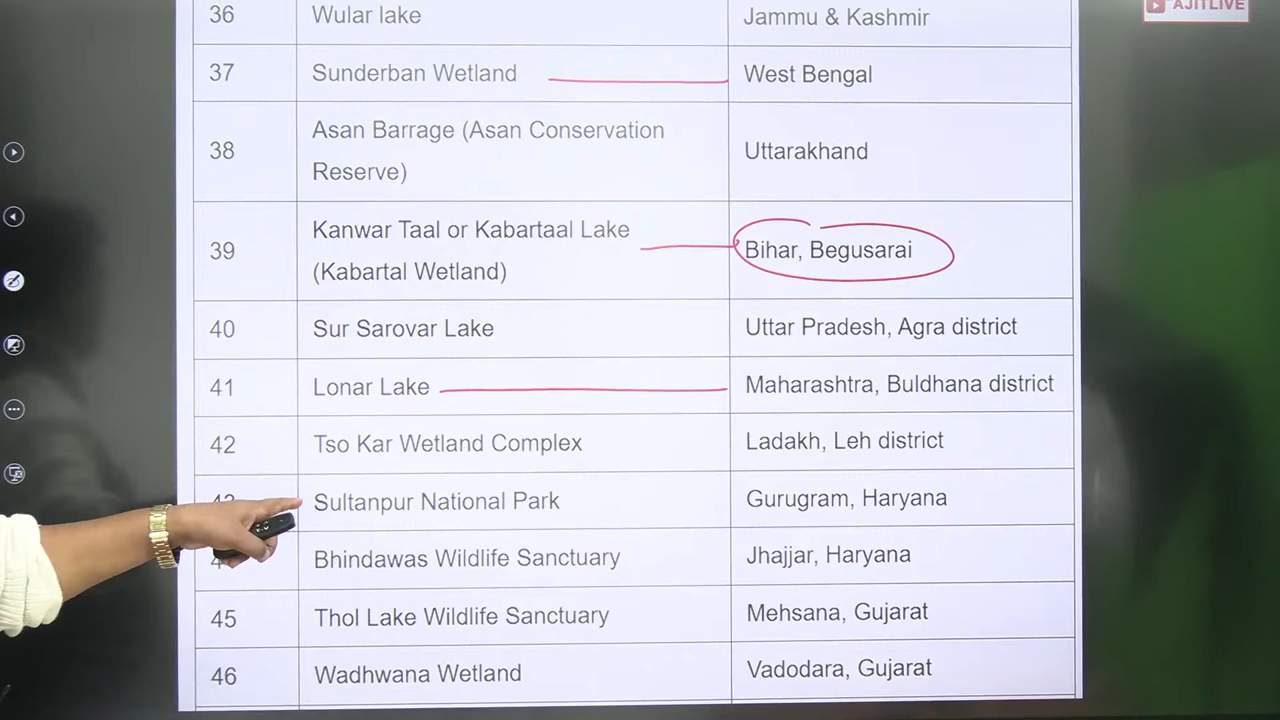 AJITLIVE
36 Wular lake Jammu & Kashmir
37 Sunderban Wetland West Bengal
38 Asan Barrage (Asan Conservation Reserve) Uttarakhand
39 Kanwar Taal or Kabartaal Lake (Kabartal Wetland) Bihar, Begusarai
40 Sur Sarovar Lake Uttar Pradesh, Agra district
41 Lonar Lake Maharashtra, Buldhana district
42 Tso Kar Wetland Complex Ladakh, Leh district
Sultanpur National Park Gurugram, Haryana
Bhindawas Wildlife Sanctuary Jhajjar, Haryana
45 Thol Lake Wildlife Sanctuary Mehsana, Gujarat
46 Wadhwana Wetland Vadodara, Gujarat